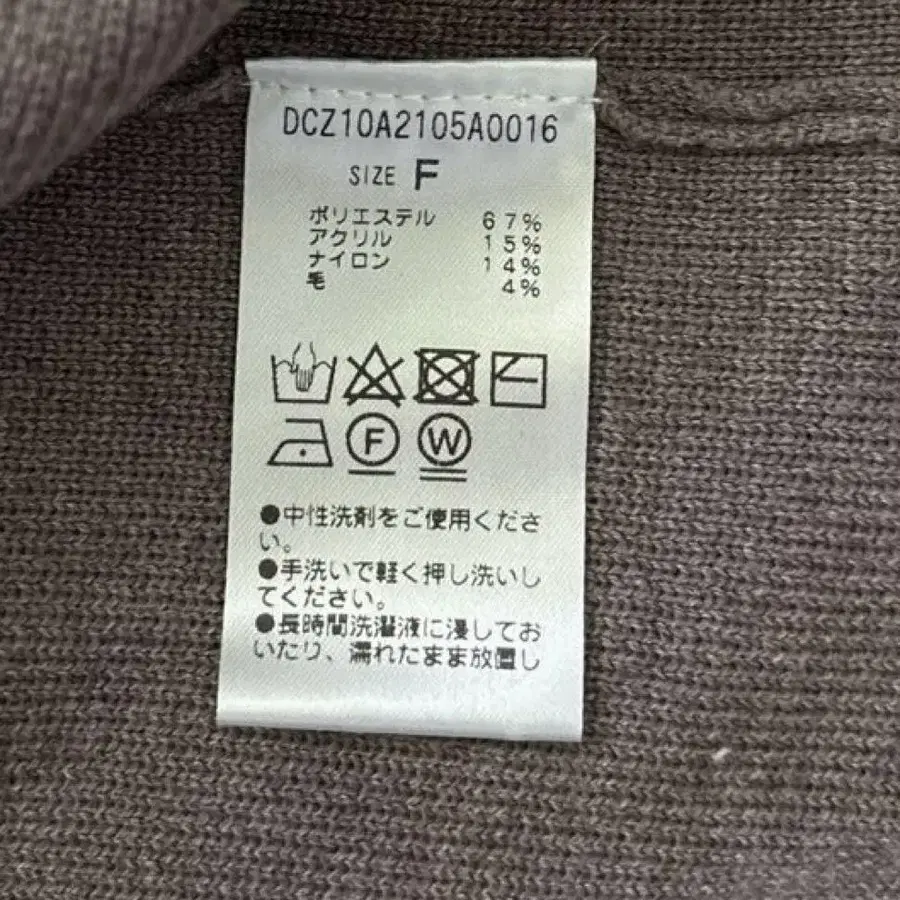 DCZ10A2105A0016
SIZE F
ポリエステル 67%
アクリル 15%
ナイロン 14%
毛 4%
F W
●中性洗剤をご使用くださ
い。
●手洗いで軽く押し洗いし
てください。
●長時間洗濯液に浸してお
いたり、濡れたまま放置し